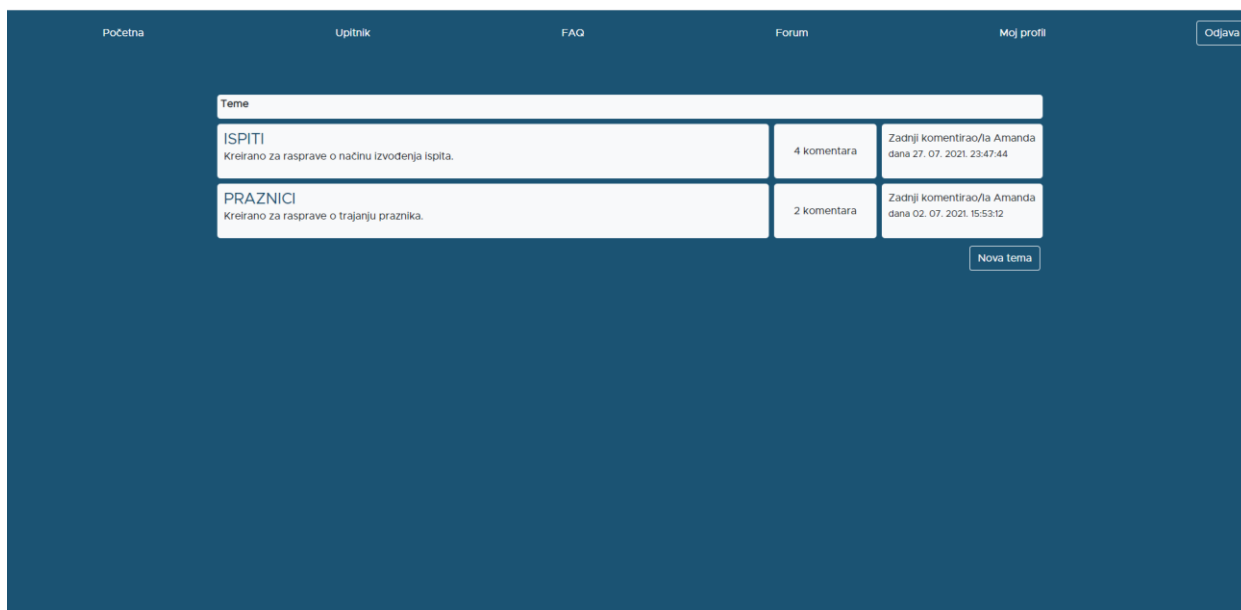 Početna Upitnik FAQ Forum Moj profil Odjava
Teme
ISPITI
Kreirano za rasprave o načinu izvođenja ispita.
4 komentara
Zadnji komentirao/la Amanda
dana 27. 07. 2021. 23:47:44
PRAZNICI
Kreirano za rasprave o trajanju praznika.
2 komentara
Zadnji komentirao/la Amanda
dana 02. 07. 2021. 15:53:12
Nova tema